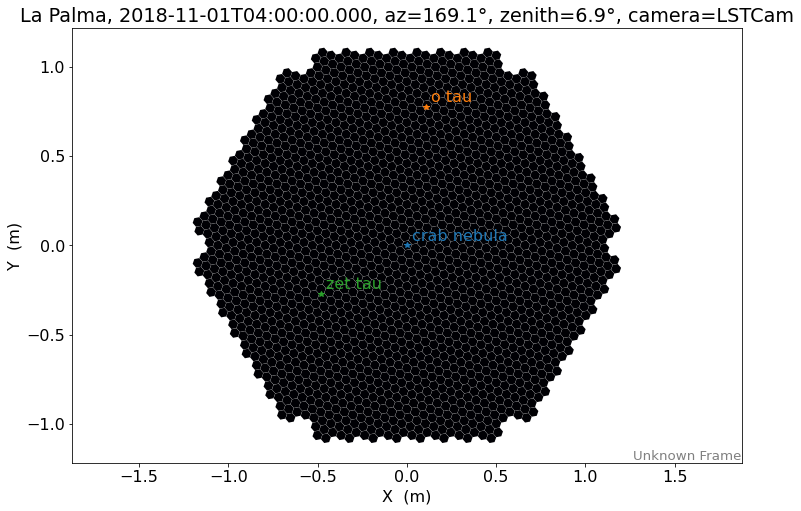 La Palma, 2018-11-01T04:00:00.000, az=169.1°, zenith=6.9°, camera=LSTCam
1.0
0.5
0.0
−0.5
−1.0
Y (m)
o tau
crab nebula
zet tau
Unknown Frame
−1.5
−1.0
−0.5
0.0
0.5
1.0
1.5
X (m)